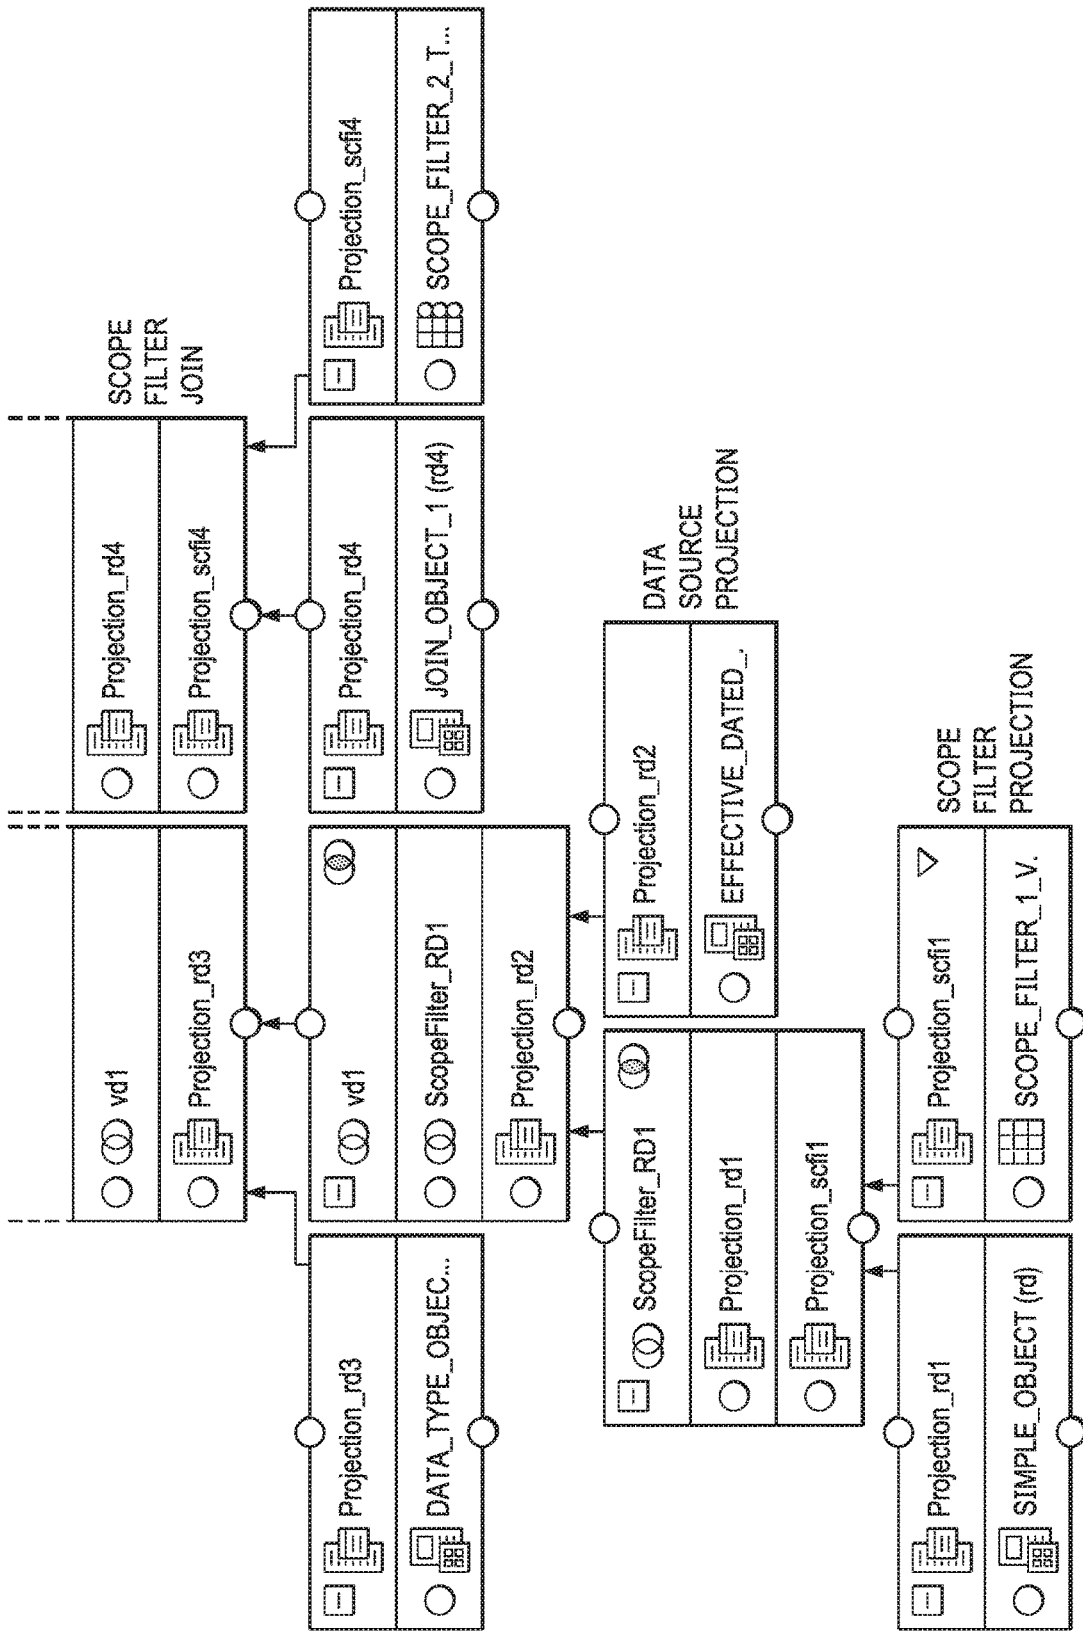 vd1
Projection_rd3
Projection_rd4
Projection_scfi4
SCOPE
FILTER
JOIN
Projection_rd3
DATA_TYPE_OBJEC...
vd1
ScopeFilter_RD1
Projection_rd2
Projection_rd4
JOIN_OBJECT_1 (rd4)
Projection_scfi4
SCOPE_FILTER_2_T...
ScopeFilter_RD1
Projection_rd1
Projection_scfi1
Projection_rd2
EFFECTIVE_DATED_.
DATA
SOURCE
PROJECTION
Projection_rd1
SIMPLE_OBJECT (rd)
Projection_scfi1
SCOPE_FILTER_1_V.
SCOPE
FILTER
PROJECTION